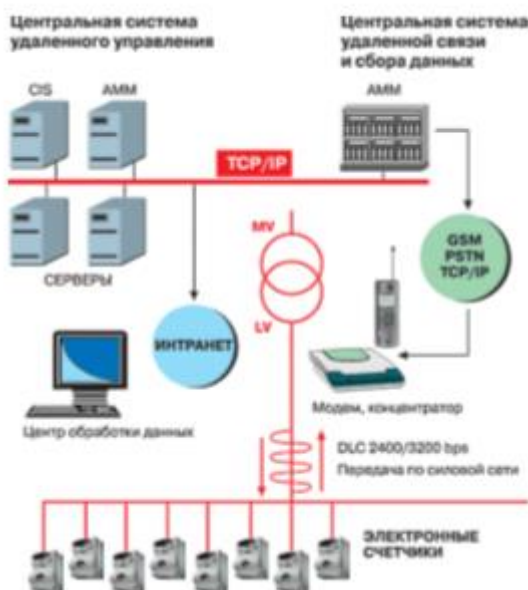 Центральная система
удаленного управления
Центральная система
удаленной связи
и сбора данных
CIS
AMM
AMM
TCP/IP
СЕРВЕРЫ
MV
LV
GSM
PSTN
TCP/IP
ИНТРАНЕТ
Центр обработки данных
Модем, концентратор
DLC 2400/3200 bps
Передача по силовой сети
ЭЛЕКТРОННЫЕ
СЧЕТЧИКИ